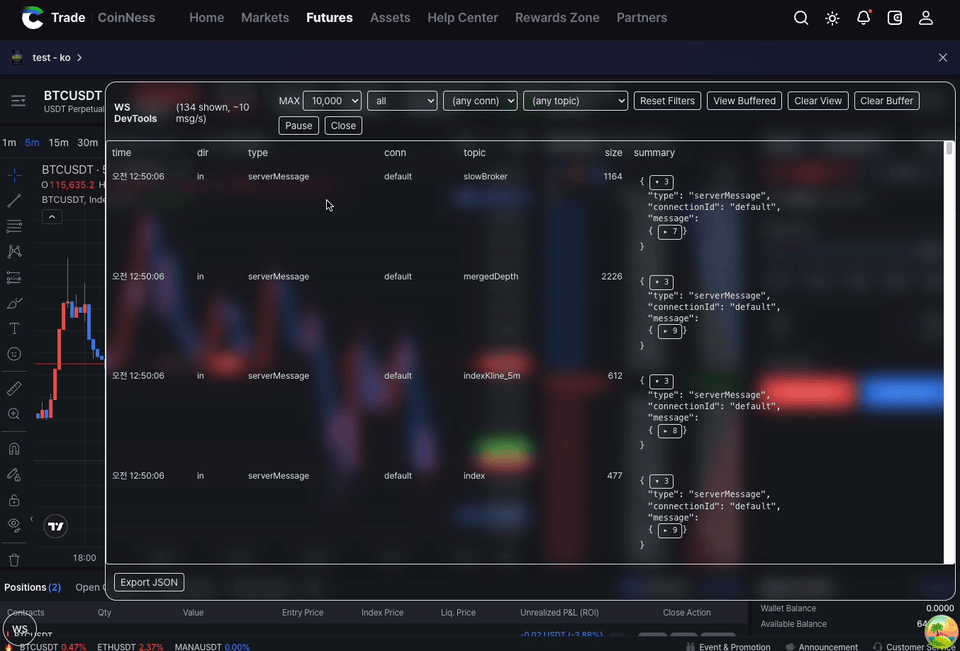 Trade CoinNess Home Markets Futures Assets Help Center Rewards Zone Partners
test - ko
BTCUSDT
USDT Perpetual
WS DevTools
(134 shown, ~10 msg/s)
MAX 10,000 all (any conn) (any topic) Reset Filters View Buffered Clear View Clear Buffer
Pause Close
1m 5m 15m 30m
BTCUSDT · 5
O115,635.2 H
BTCUSDT, Inde
time dir type conn topic size summary
오전 12:50:06 in serverMessage default slowBroker 1164
{ ▾ 3
"type": "serverMessage",
"connectionId": "default",
"message":
{ ▸ 7 }
}
오전 12:50:06 in serverMessage default mergedDepth 2226
{ ▾ 3
"type": "serverMessage",
"connectionId": "default",
"message":
{ ▸ 9 }
}
오전 12:50:06 in serverMessage default indexKline_5m 612
{ ▾ 3
"type": "serverMessage",
"connectionId": "default",
"message":
{ ▸ 8 }
}
오전 12:50:06 in serverMessage default index 477
{ ▾ 3
"type": "serverMessage",
"connectionId": "default",
"message":
{ ▸ 9 }
}
18:00
Export JSON
Positions (2) Open
Contracts Qty Value Entry Price Index Price Liq. Price Unrealized P&L (ROI) Close Action
Wallet Balance 0.0000
Available Balance 64
WS
BTCUSDT -0.02 USDT (-3.88%)
BTCUSDT 0.47% ETHUSDT 2.37% MANAUSDT 0.00%
Event & Promotion Announcement Customer Service